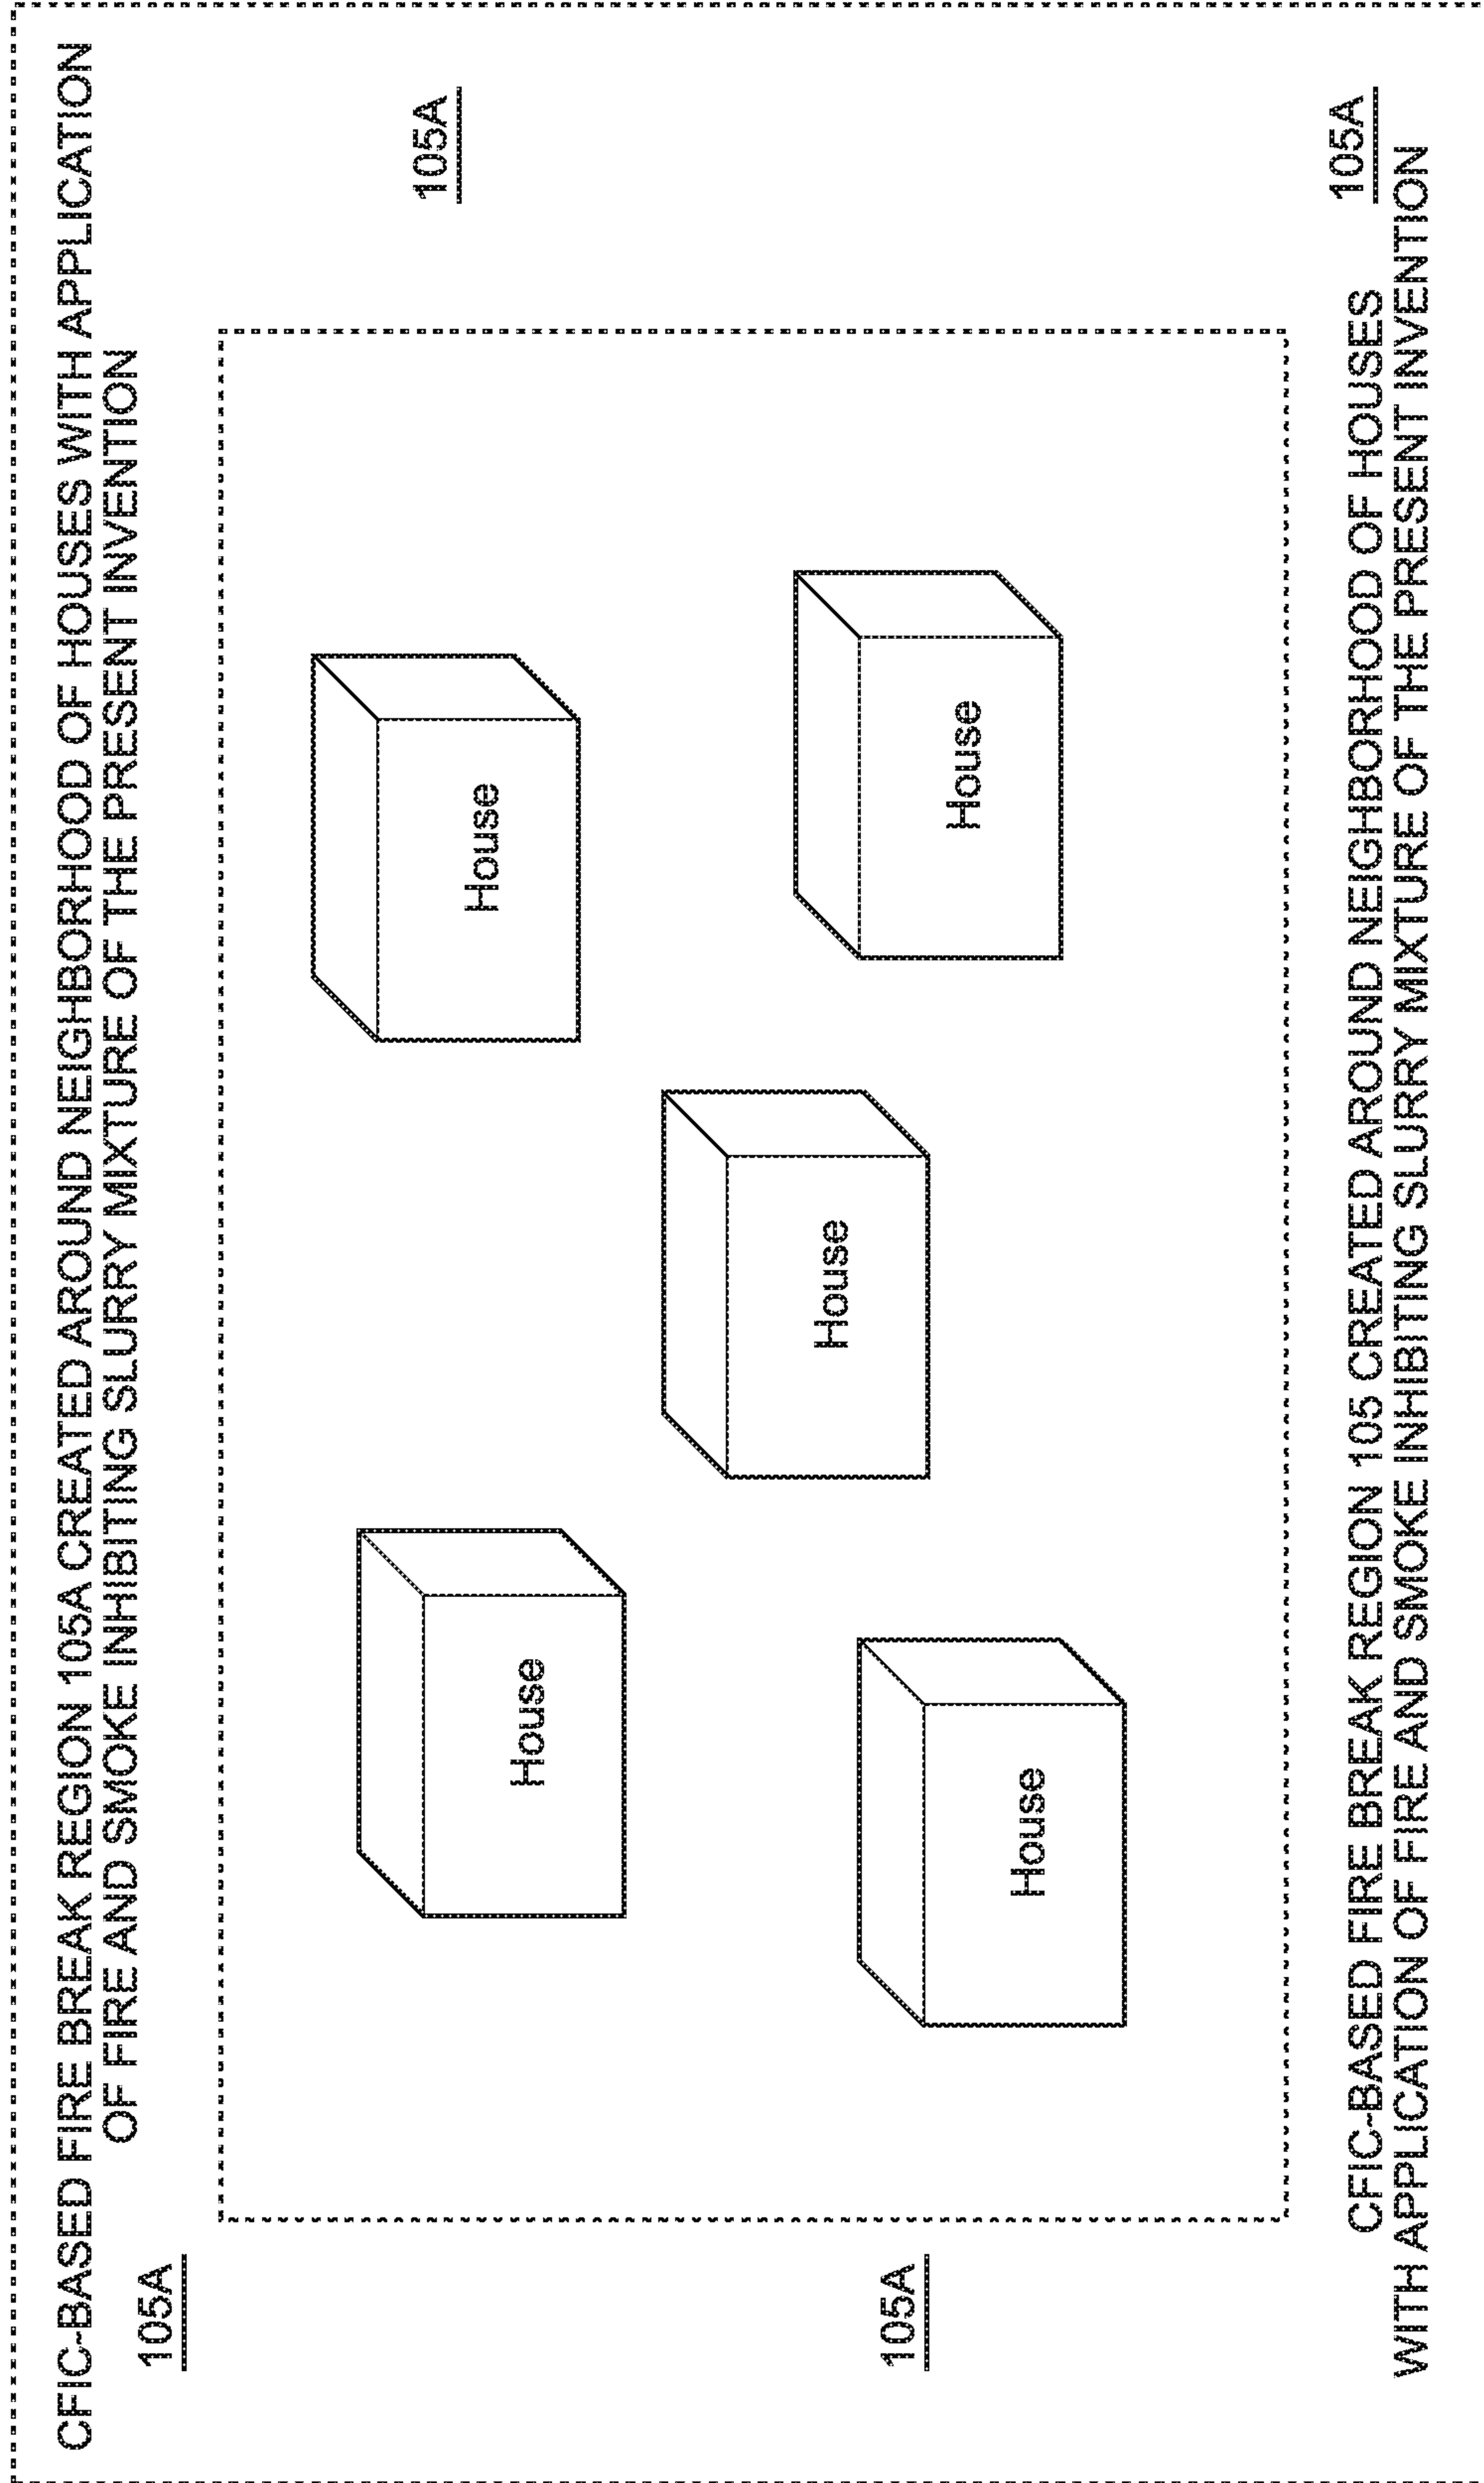 CFIC-BASED FIRE BREAK REGION 105A CREATED AROUND NEIGHBORHOOD OF HOUSES WITH APPLICATION
OF FIRE AND SMOKE INHIBITING SLURRY MIXTURE OF THE PRESENT INVENTION
105A
105A
House
House
House
105A
House
House
CFIC-BASED FIRE BREAK REGION 105 CREATED AROUND NEIGHBORHOOD OF HOUSES
105A
WITH APPLICATION OF FIRE AND SMOKE INHIBITING SLURRY MIXTURE OF THE PRESENT INVENTION